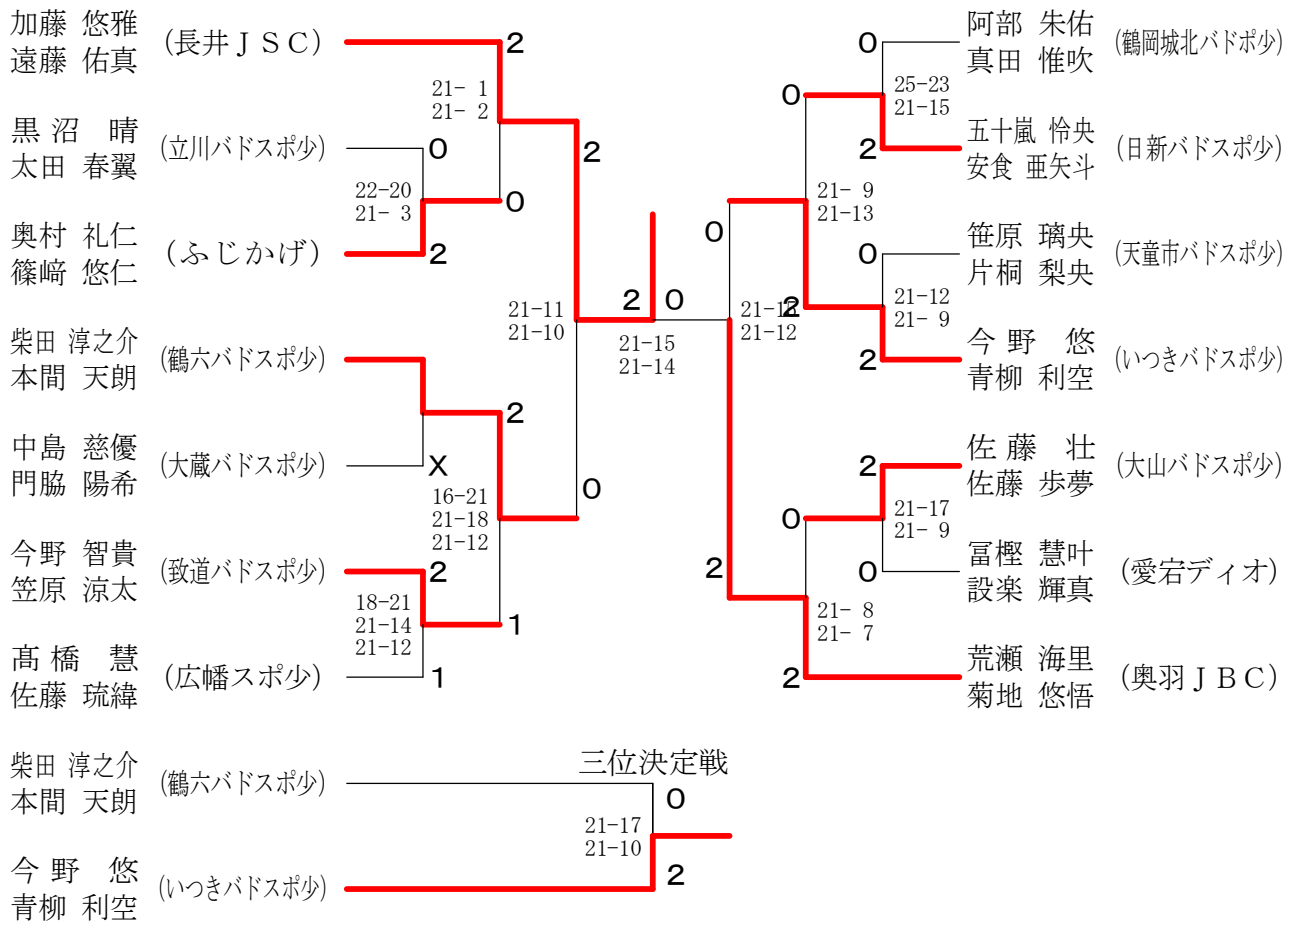 加藤 悠雅
遠藤 佑真
(長井ＪＳＣ)
2
21- 1
21- 2
黒沼 晴
太田 春翼
(立川バドスポ少)
0
22-20
21- 3
0
奥村 礼仁
篠﨑 悠仁
(ふじかげ)
2
2
21-11
21-10
柴田 淳之介
本間 天朗
(鶴六バドスポ少)
2
中島 慈優
門脇 陽希
(大蔵バドスポ少)
X
16-21
21-18
21-12
0
今野 智貴
笠原 涼太
(致道バドスポ少)
2
18-21
21-14
21-12
1
髙橋 慧
佐藤 琉緯
(広幡スポ少)
1
2 0
21-15
21-14
阿部 朱佑
真田 惟吹
(鶴岡城北バドポ少)
0
25-23
21-15
0
五十嵐 怜央
安食 亜矢斗
(日新バドスポ少)
2
21- 9
21-13
0
笹原 璃央
片桐 梨央
(天童市バドスポ少)
0
21-12
21- 9
2
21-15
21-12
今野 悠
青柳 利空
(いつきバドスポ少)
2
佐藤 壮
佐藤 歩夢
(大山バドスポ少)
2
21-17
21- 9
0
冨樫 慧叶
設楽 輝真
(愛宕ディオ)
0
2
21- 8
21- 7
荒瀬 海里
菊地 悠悟
(奥羽ＪＢＣ)
2
三位決定戦
柴田 淳之介
本間 天朗
(鶴六バドスポ少)
0
21-17
21-10
今野 悠
青柳 利空
(いつきバドスポ少)
2